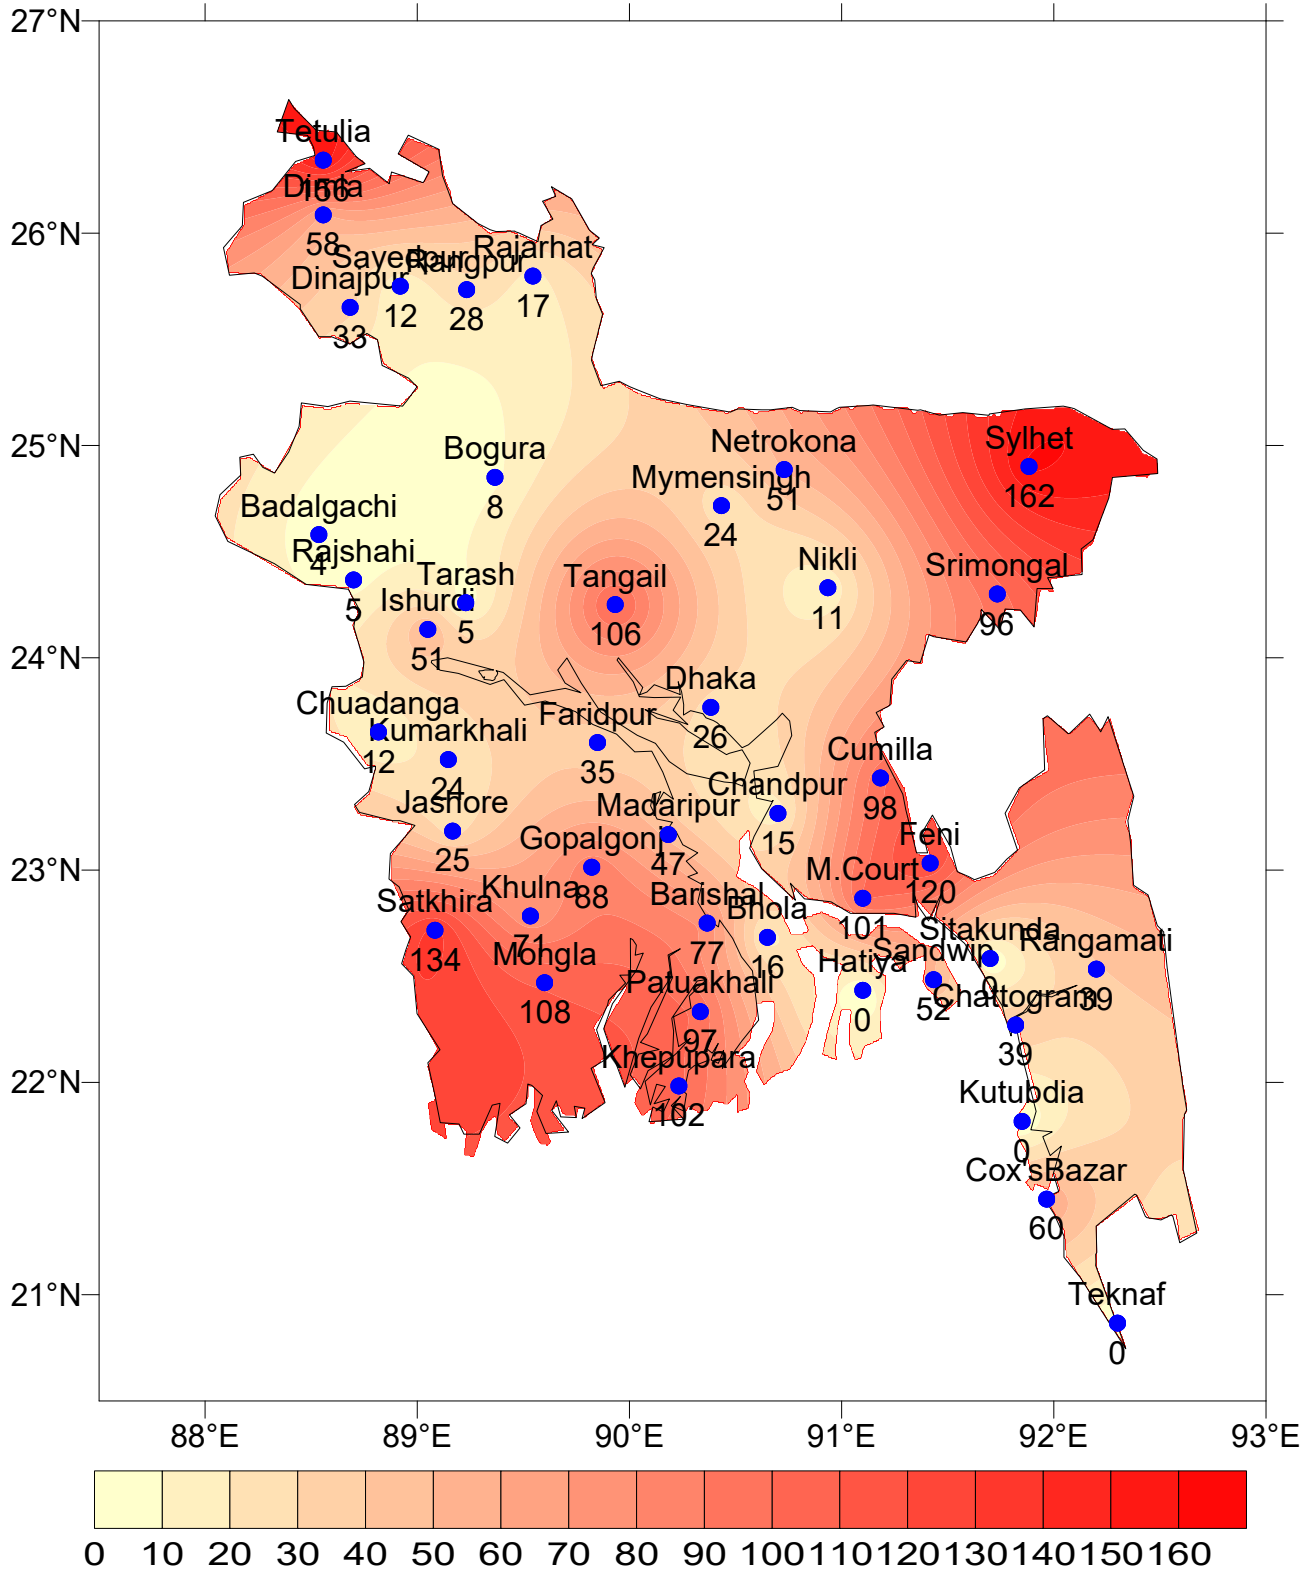 27°N
Tetulia
156
Dimla
58
26°N
Sayedpur
12
Rangpur
28
Rajarhat
17
Dinajpur
33
25°N
Bogura
8
Netrokona
51
Sylhet
162
Mymensingh
24
Badalgachi
4
Rajshahi
5
Tarash
5
Ishurdi
51
Tangail
106
Nikli
11
Srimongal
96
24°N
Chuadanga
12
Kumarkhali
24
Faridpur
35
Dhaka
26
Cumilla
98
Jashore
25
Madaripur
47
Chandpur
15
Gopalgonj
88
Feni
120
23°N
M.Court
101
Satkhira
134
Khulna
71
Barishal
77
Bhola
16
Sitakunda
0
Rangamati
39
Mongla
108
Hatiya
0
Sandwip
52
Patuakhali
97
Chattogram
39
22°N
Khepupara
102
Kutubdia
0
Cox'sBazar
60
21°N
Teknaf
0
88°E 89°E 90°E 91°E 92°E 93°E
0 10 20 30 40 50 60 70 80 90 100 110 120 130 140 150 160